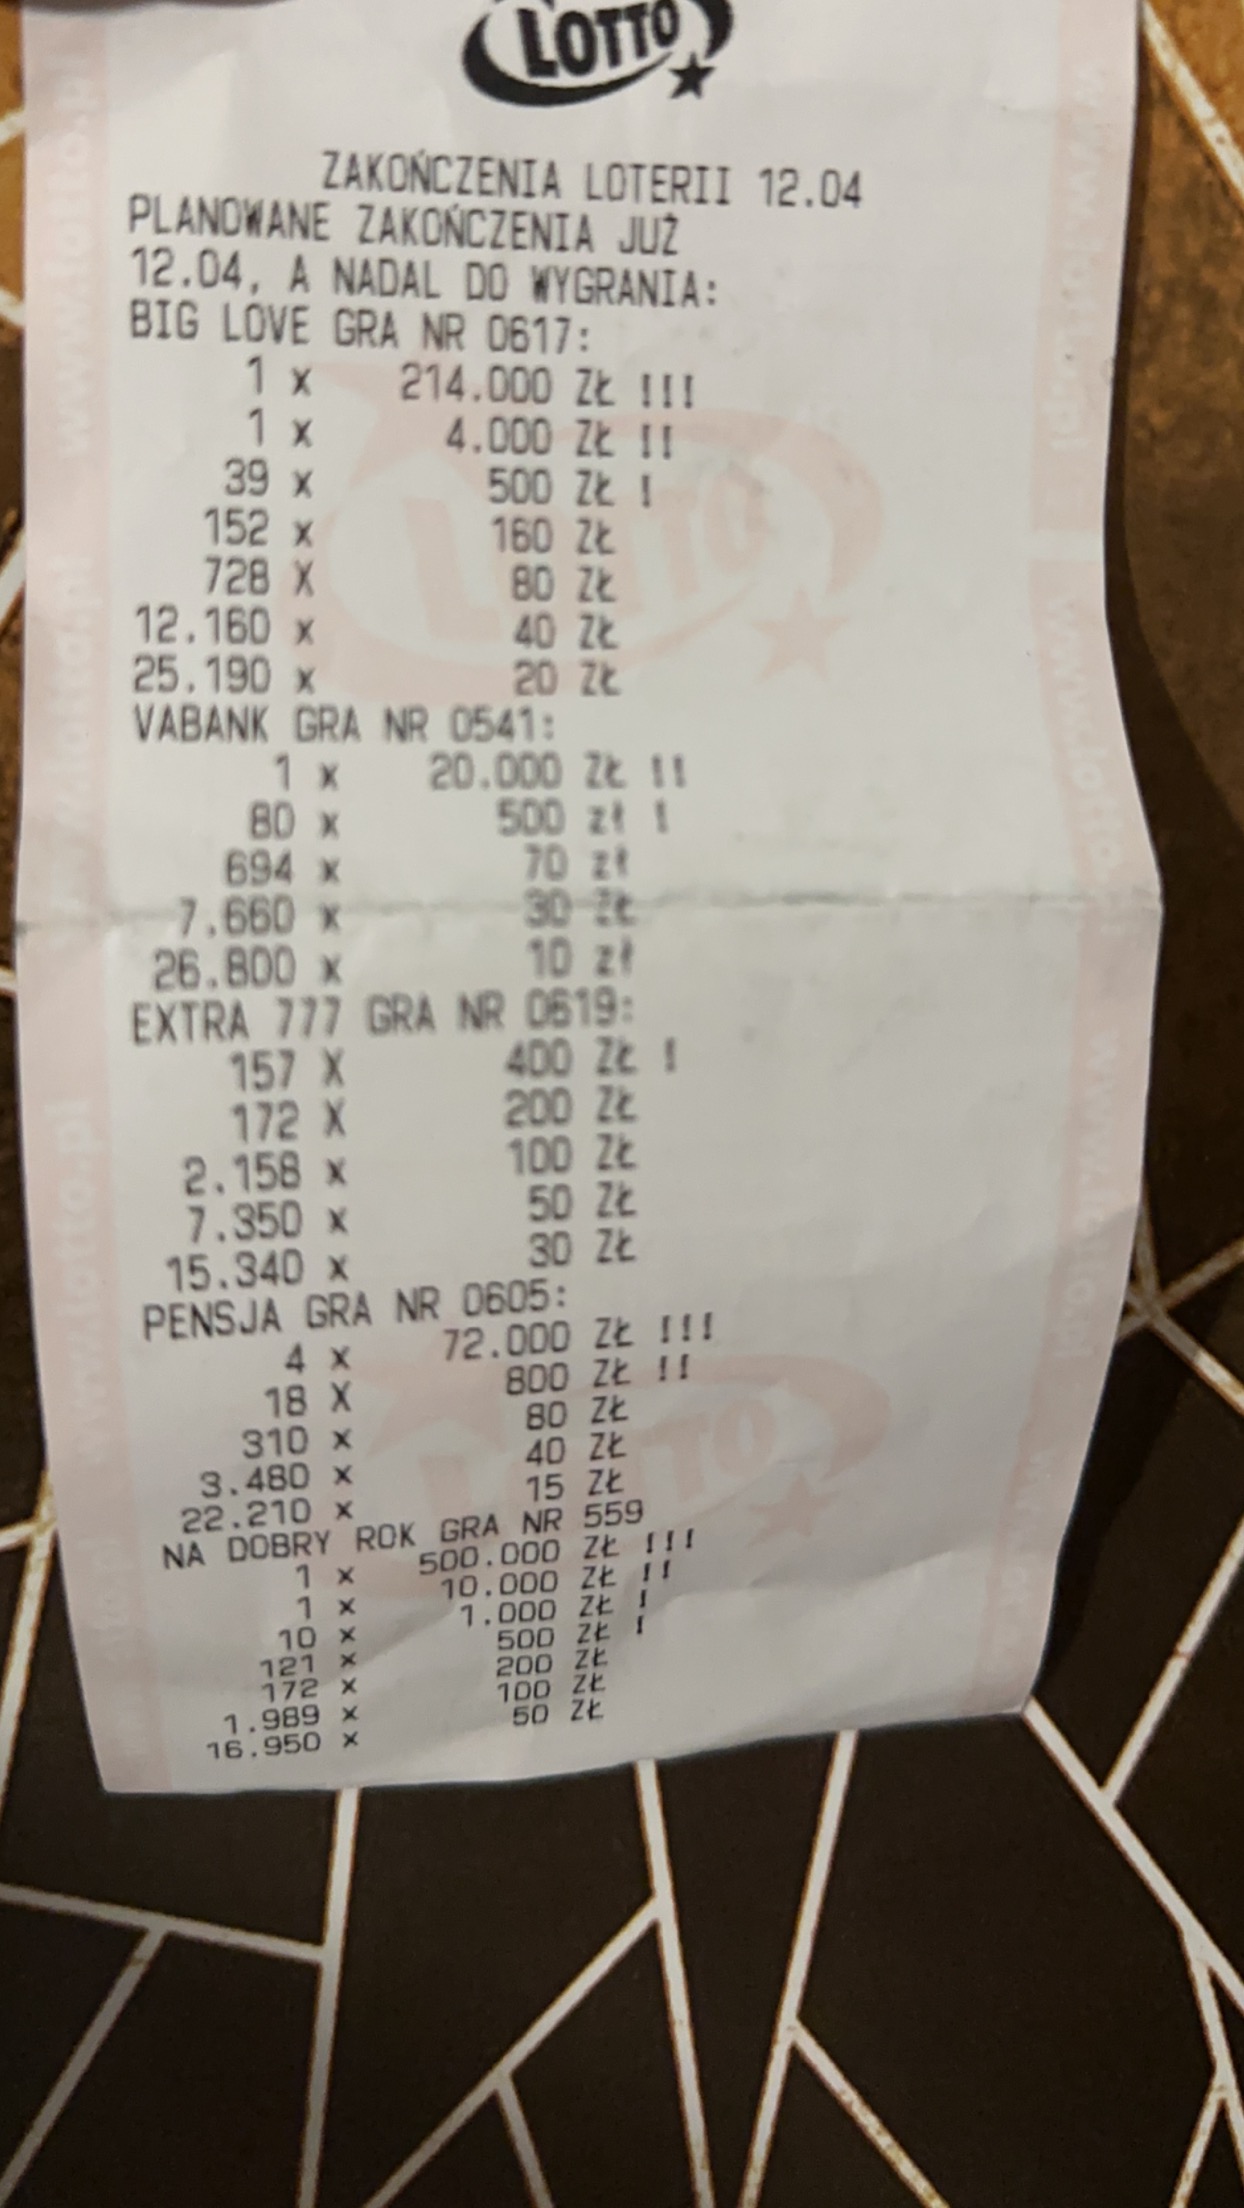 LOTTO
ZAKOŃCZENIA LOTERII 12.04
PLANOWANE ZAKOŃCZENIA JUŻ
12.04, A NADAL DO WYGRANIA:
BIG LOVE GRA NR 0617:
1 x 214.000 ZŁ !!!
1 x 4.000 ZŁ !!
39 x 500 ZŁ !
152 x 160 ZŁ
728 X 80 ZŁ
12.160 x 40 ZŁ
25.190 x 20 ZŁ
VABANK GRA NR 0541:
1 x 20.000 ZŁ !!
80 x 500 zł !
694 x 70 zł
7.660 x 30 ZŁ
26.800 x 10 zł
EXTRA 777 GRA NR 0619:
157 X 400 ZŁ !
172 X 200 ZŁ
2.158 x 100 ZŁ
7.350 x 50 ZŁ
15.340 x 30 ZŁ
PENSJA GRA NR 0605:
4 x 72.000 ZŁ !!!
18 X 800 ZŁ !!
310 x 80 ZŁ
3.480 x 40 ZŁ
22.210 x 15 ZŁ
NA DOBRY ROK GRA NR 559
1 x 500.000 ZŁ !!!
1 x 10.000 ZŁ !!
10 x 1.000 ZŁ !
121 x 500 ZŁ !
172 x 200 ZŁ
1.989 x 100 ZŁ
16.950 x 50 ZŁ
www.lotto.pl